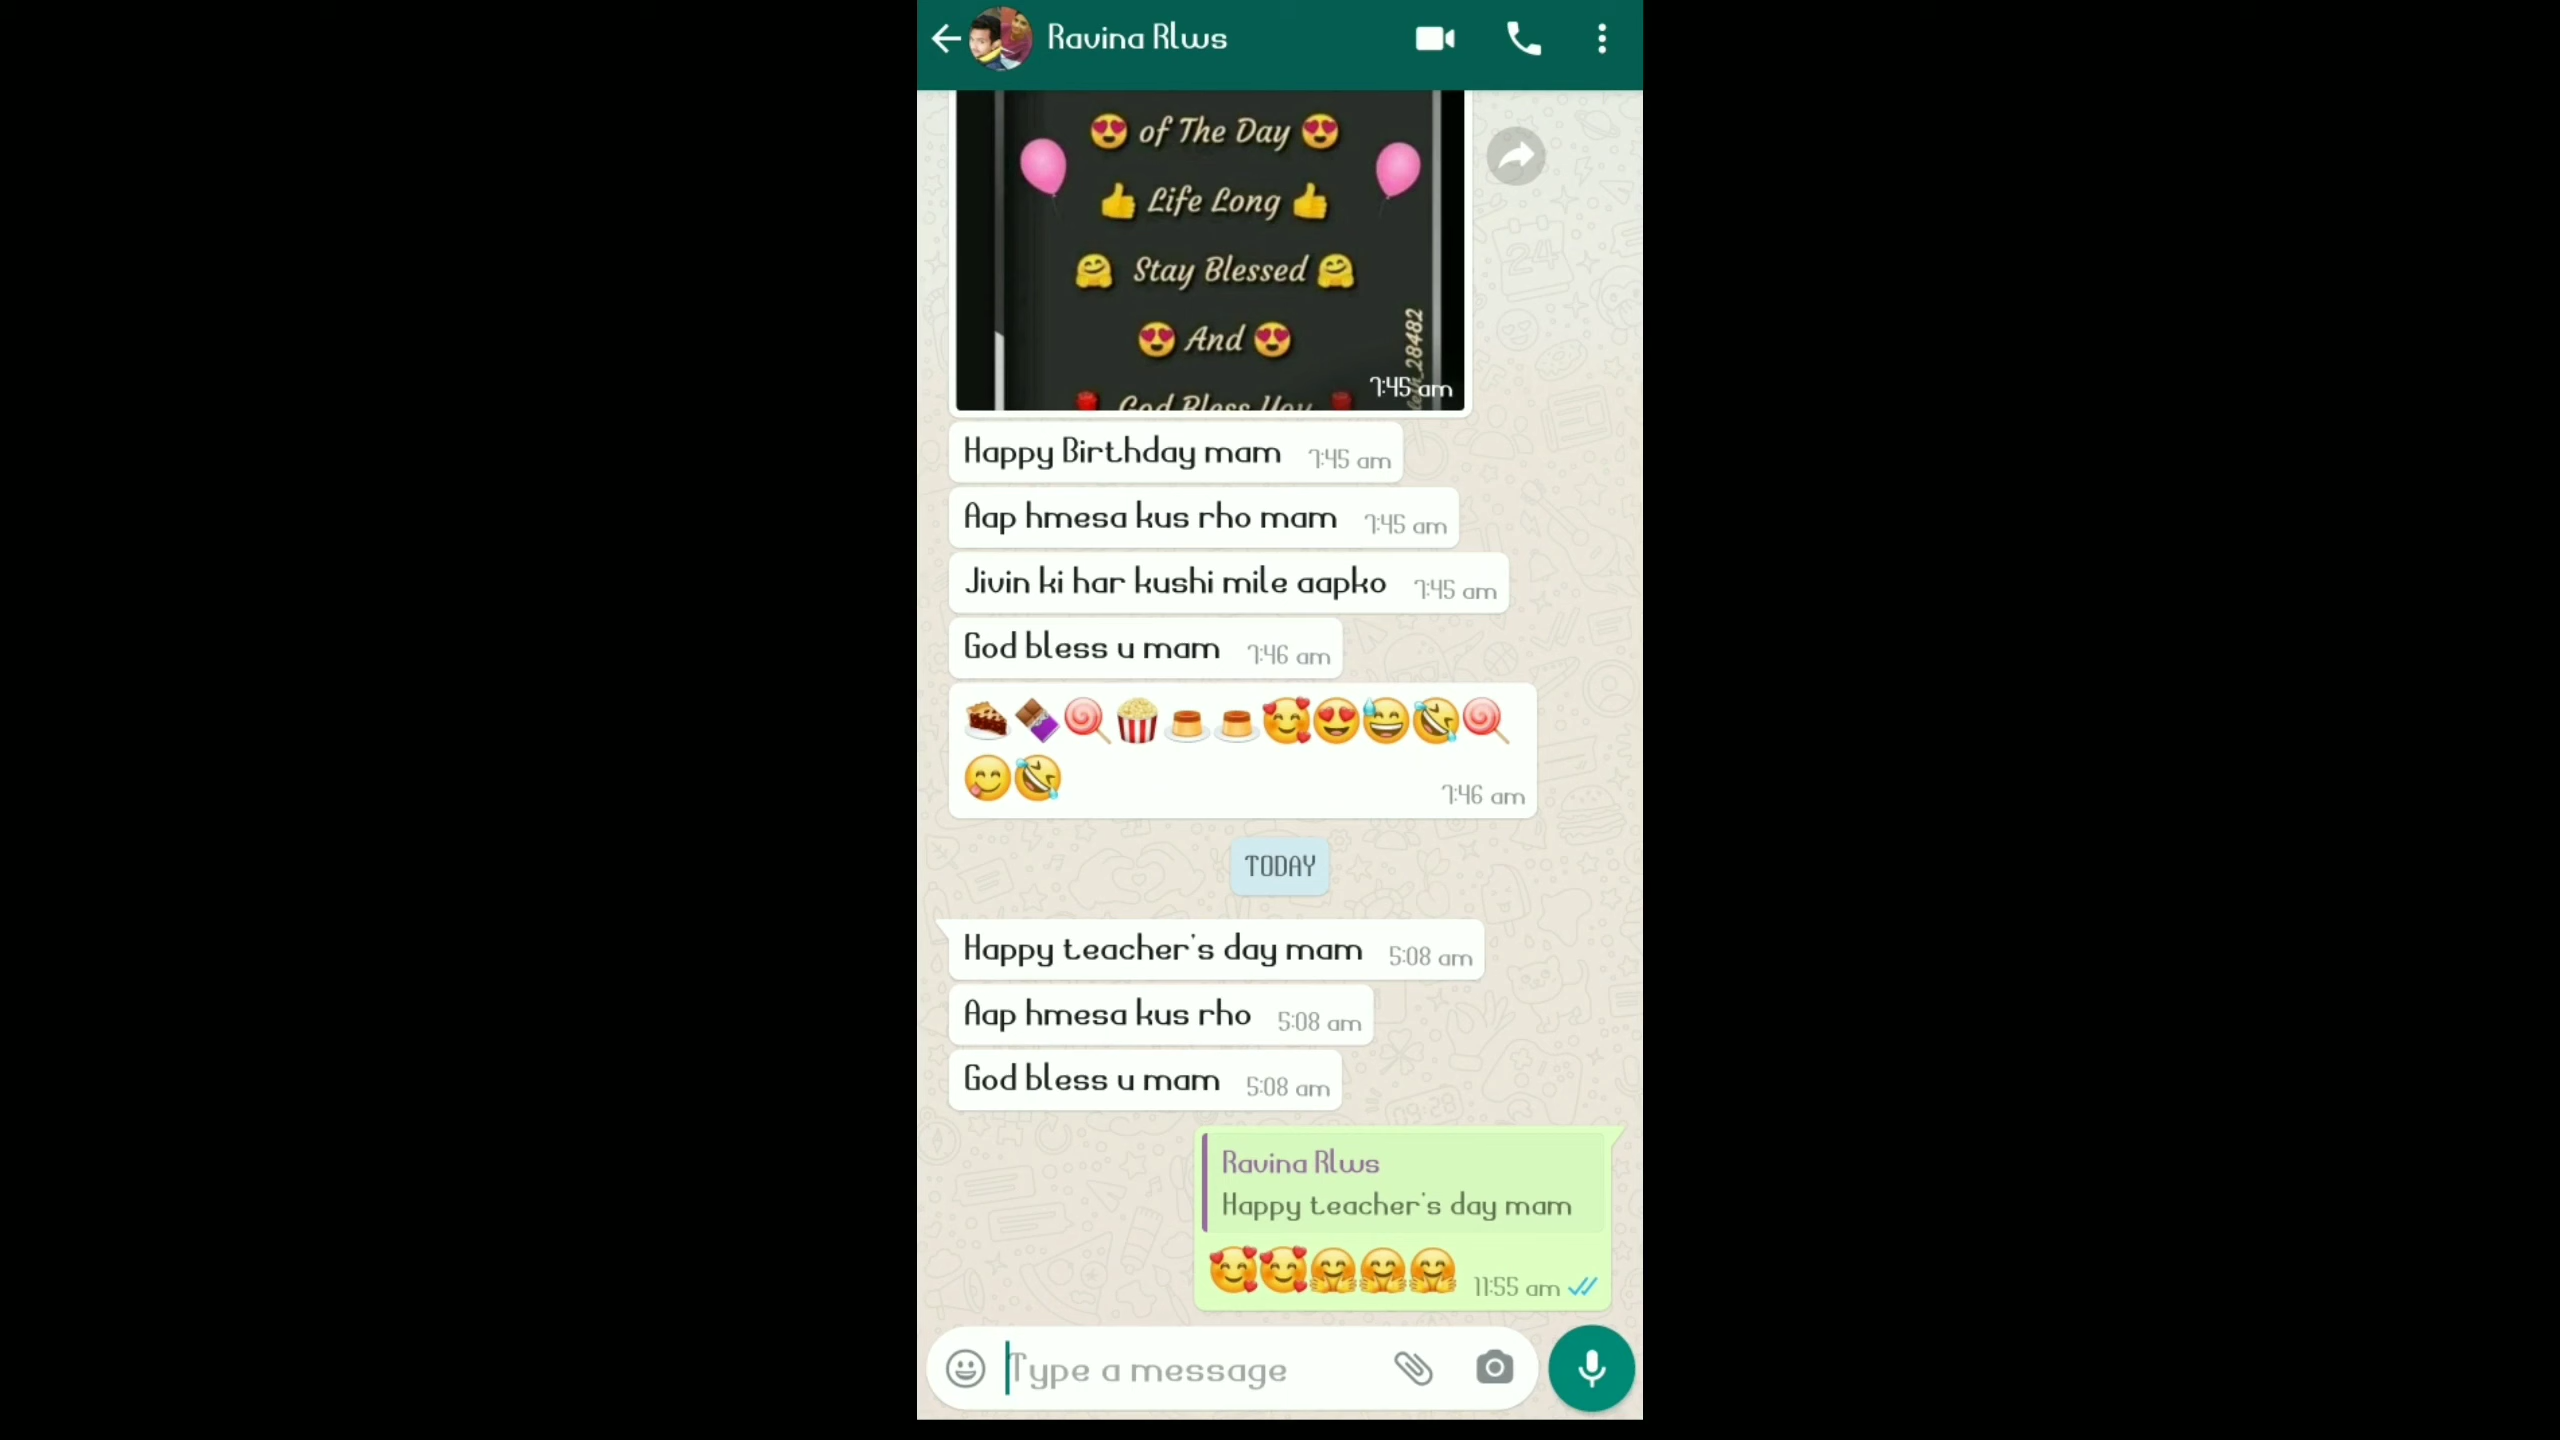 Ravina Rlws
😍 of The Day 😍
👍 Life Long 👍
🤗 Stay Blessed 🤗
😍 And 😍
God Bless You
28482
7:45 am
Happy Birthday mam 7:45 am
Aap hmesa kus rho mam 7:45 am
Jivin ki har kushi mile aapko 7:45 am
God bless u mam 7:46 am
🥧🍫🍭🍿🍮🍮🥰😍😅🤣🍭
😋🤣 7:46 am
TODAY
Happy teacher's day mam 5:08 am
Aap hmesa kus rho 5:08 am
God bless u mam 5:08 am
Ravina Rlws
Happy teacher's day mam
🥰🥰🤗🤗🤗 11:55 am
Type a message